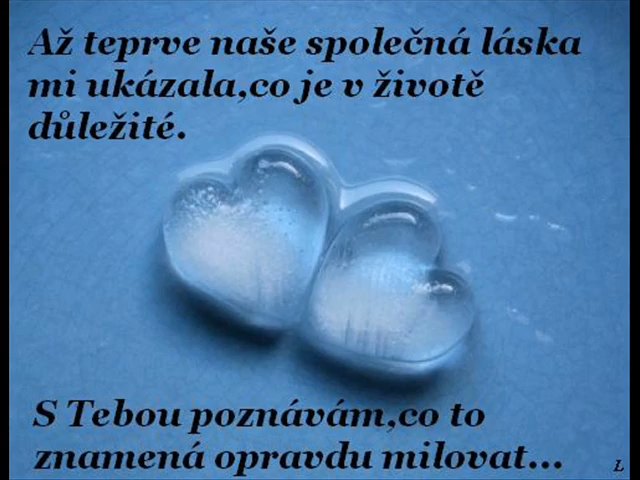 Až teprve naše společná láska
mi ukázala,co je v životě
důležité.
S Tebou poznávám,co to
znamená opravdu milovat...
L